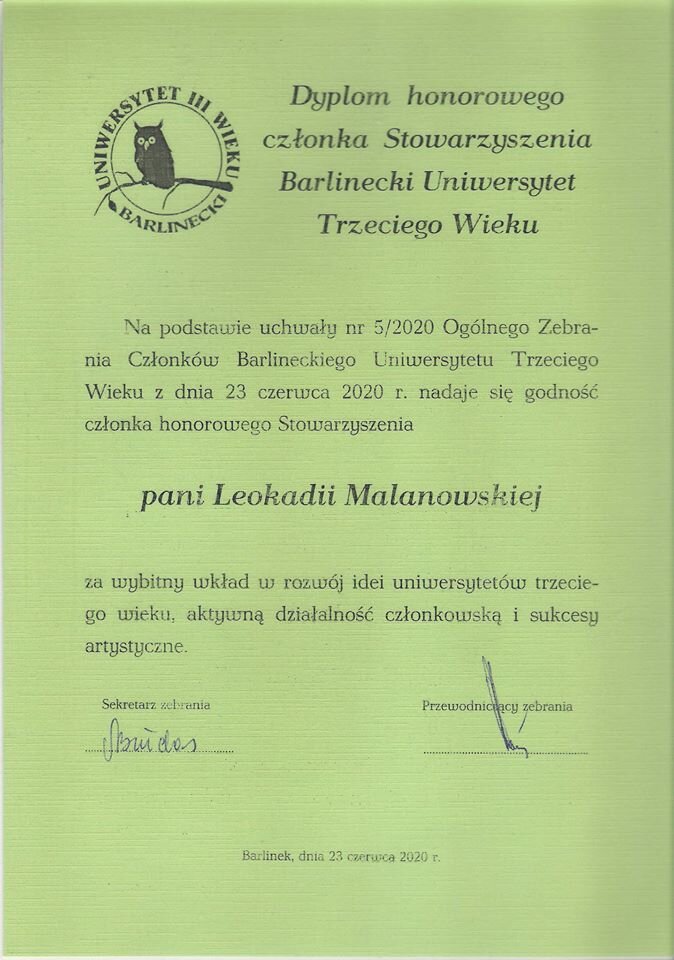 UNIWERSYTET III WIEKU
BARLINECKI
Dyplom honorowego
członka Stowarzyszenia
Barlinecki Uniwersytet
Trzeciego Wieku
Na podstawie uchwały nr 5/2020 Ogólnego Zebra-
nia Członków Barlineckiego Uniwersytetu Trzeciego
Wieku z dnia 23 czerwca 2020 r. nadaje się godność
członka honorowego Stowarzyszenia
pani Leokadii Malanowskiej
za wybitny wkład w rozwój idei uniwersytetów trzecie-
go wieku, aktywną działalność członkowską i sukcesy
artystyczne.
Sekretarz zebrania
Przewodniczący zebrania
Barlinek, dnia 23 czerwca 2020 r.